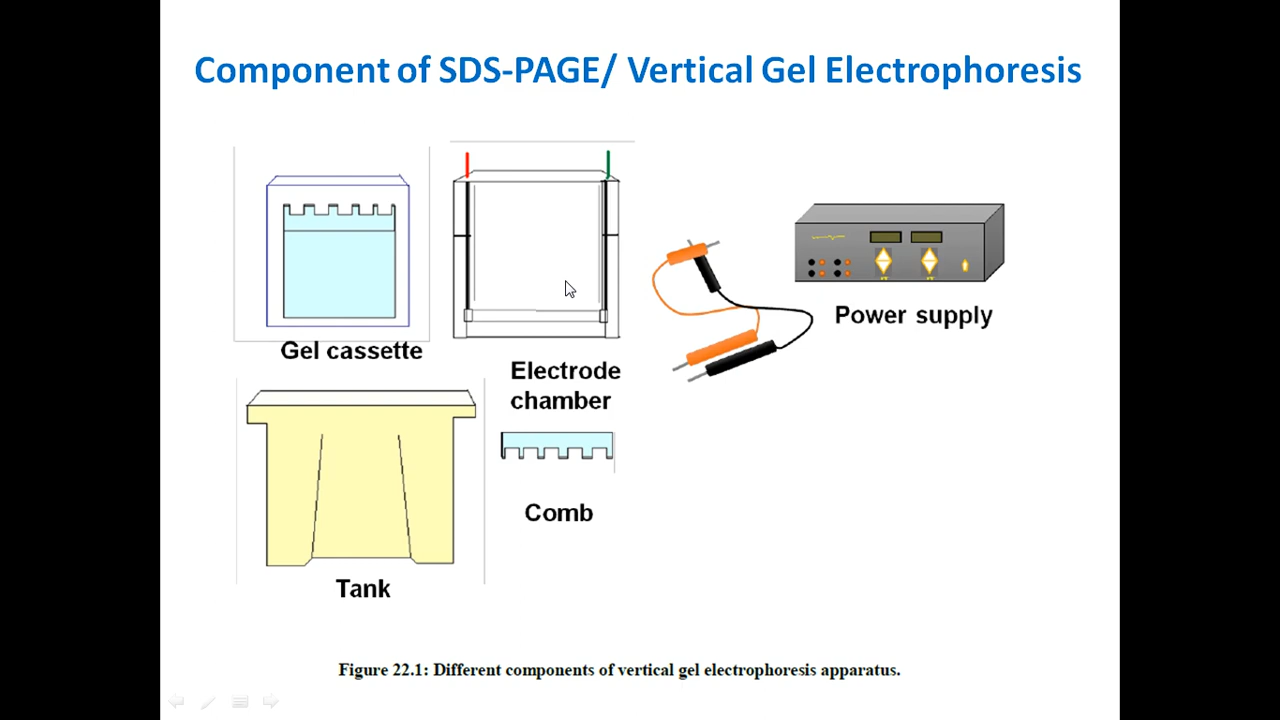 Component of SDS-PAGE/ Vertical Gel Electrophoresis
Gel cassette
Electrode
chamber
Power supply
Comb
Tank
Figure 22.1: Different components of vertical gel electrophoresis apparatus.